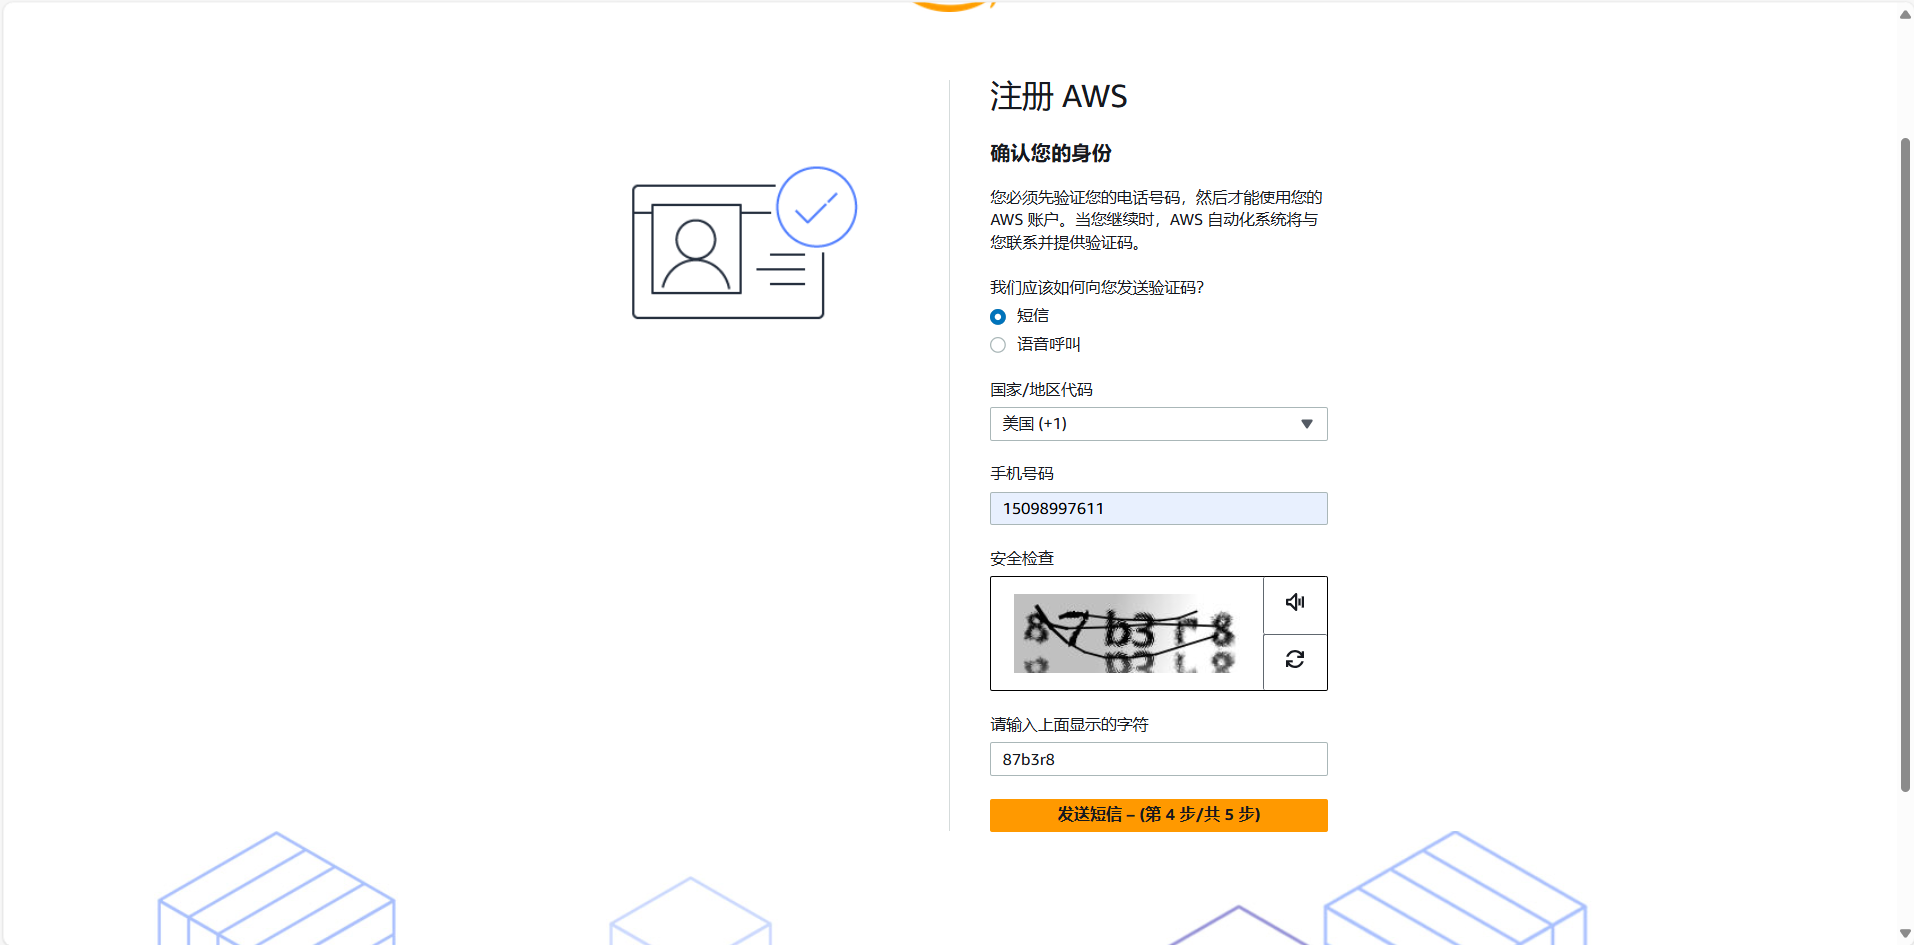 注册 AWS
确认您的身份
您必须先验证您的电话号码，然后才能使用您的
AWS 账户。当您继续时，AWS 自动化系统将与
您联系并提供验证码。
我们应该如何向您发送验证码？
短信
语音呼叫
国家/地区代码
美国 (+1)
手机号码
15098997611
安全检查
87b3r8
请输入上面显示的字符
87b3r8
发送短信 – (第 4 步/共 5 步)